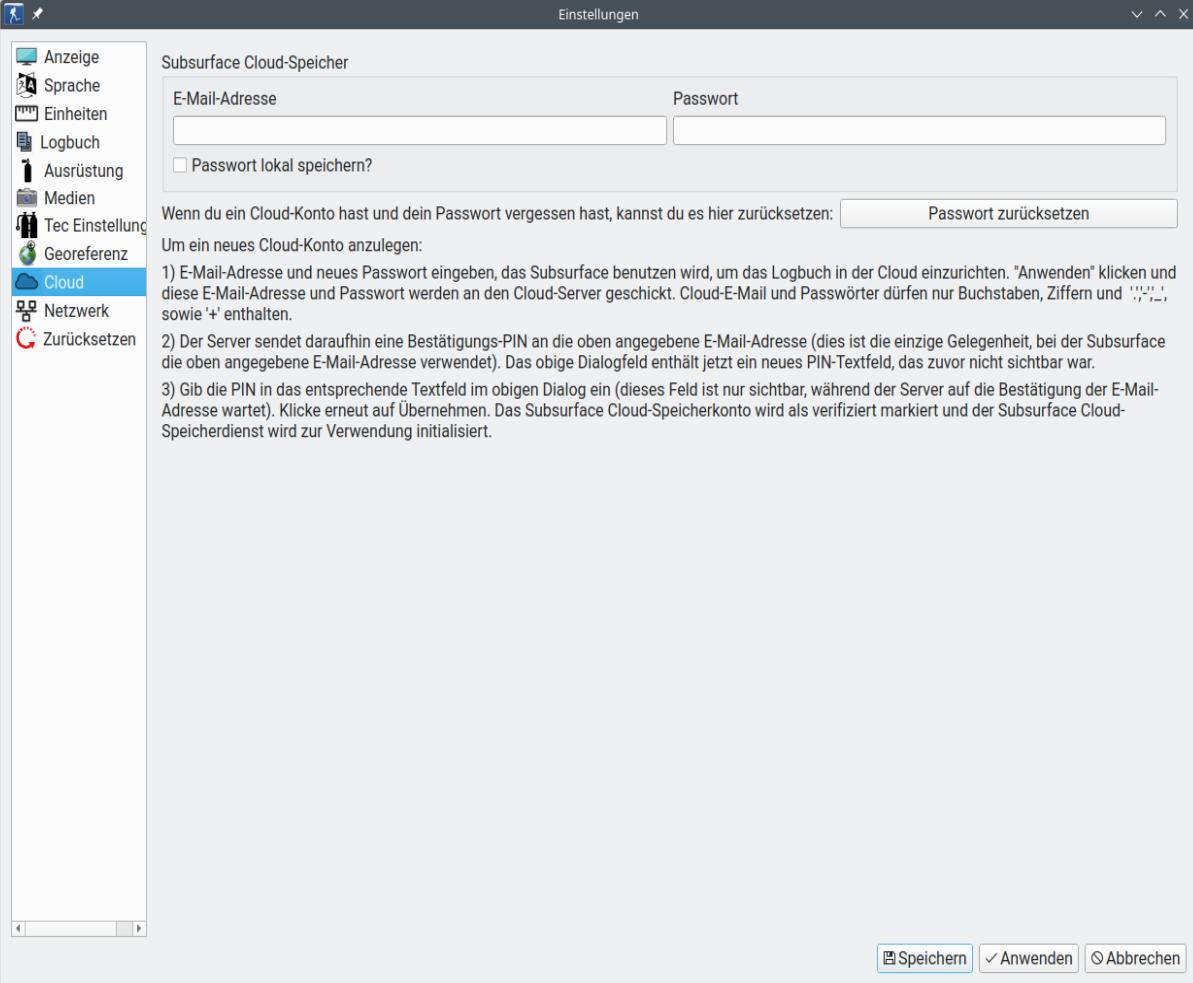 Einstellungen
Anzeige
Sprache
Einheiten
Logbuch
Ausrüstung
Medien
Tec Einstellung
Georeferenz
Cloud
Netzwerk
Zurücksetzen
Subsurface Cloud-Speicher
E-Mail-Adresse
Passwort
Passwort lokal speichern?
Wenn du ein Cloud-Konto hast und dein Passwort vergessen hast, kannst du es hier zurücksetzen:
Passwort zurücksetzen
Um ein neues Cloud-Konto anzulegen:
1) E-Mail-Adresse und neues Passwort eingeben, das Subsurface benutzen wird, um das Logbuch in der Cloud einzurichten. "Anwenden" klicken und
diese E-Mail-Adresse und Passwort werden an den Cloud-Server geschickt. Cloud-E-Mail und Passwörter dürfen nur Buchstaben, Ziffern und '.','-','_',
sowie '+' enthalten.
2) Der Server sendet daraufhin eine Bestätigungs-PIN an die oben angegebene E-Mail-Adresse (dies ist die einzige Gelegenheit, bei der Subsurface
die oben angegebene E-Mail-Adresse verwendet). Das obige Dialogfeld enthält jetzt ein neues PIN-Textfeld, das zuvor nicht sichtbar war.
3) Gib die PIN in das entsprechende Textfeld im obigen Dialog ein (dieses Feld ist nur sichtbar, während der Server auf die Bestätigung der E-Mail-
Adresse wartet). Klicke erneut auf Übernehmen. Das Subsurface Cloud-Speicherkonto wird als verifiziert markiert und der Subsurface Cloud-
Speicherdienst wird zur Verwendung initialisiert.
Speichern
Anwenden
Abbrechen